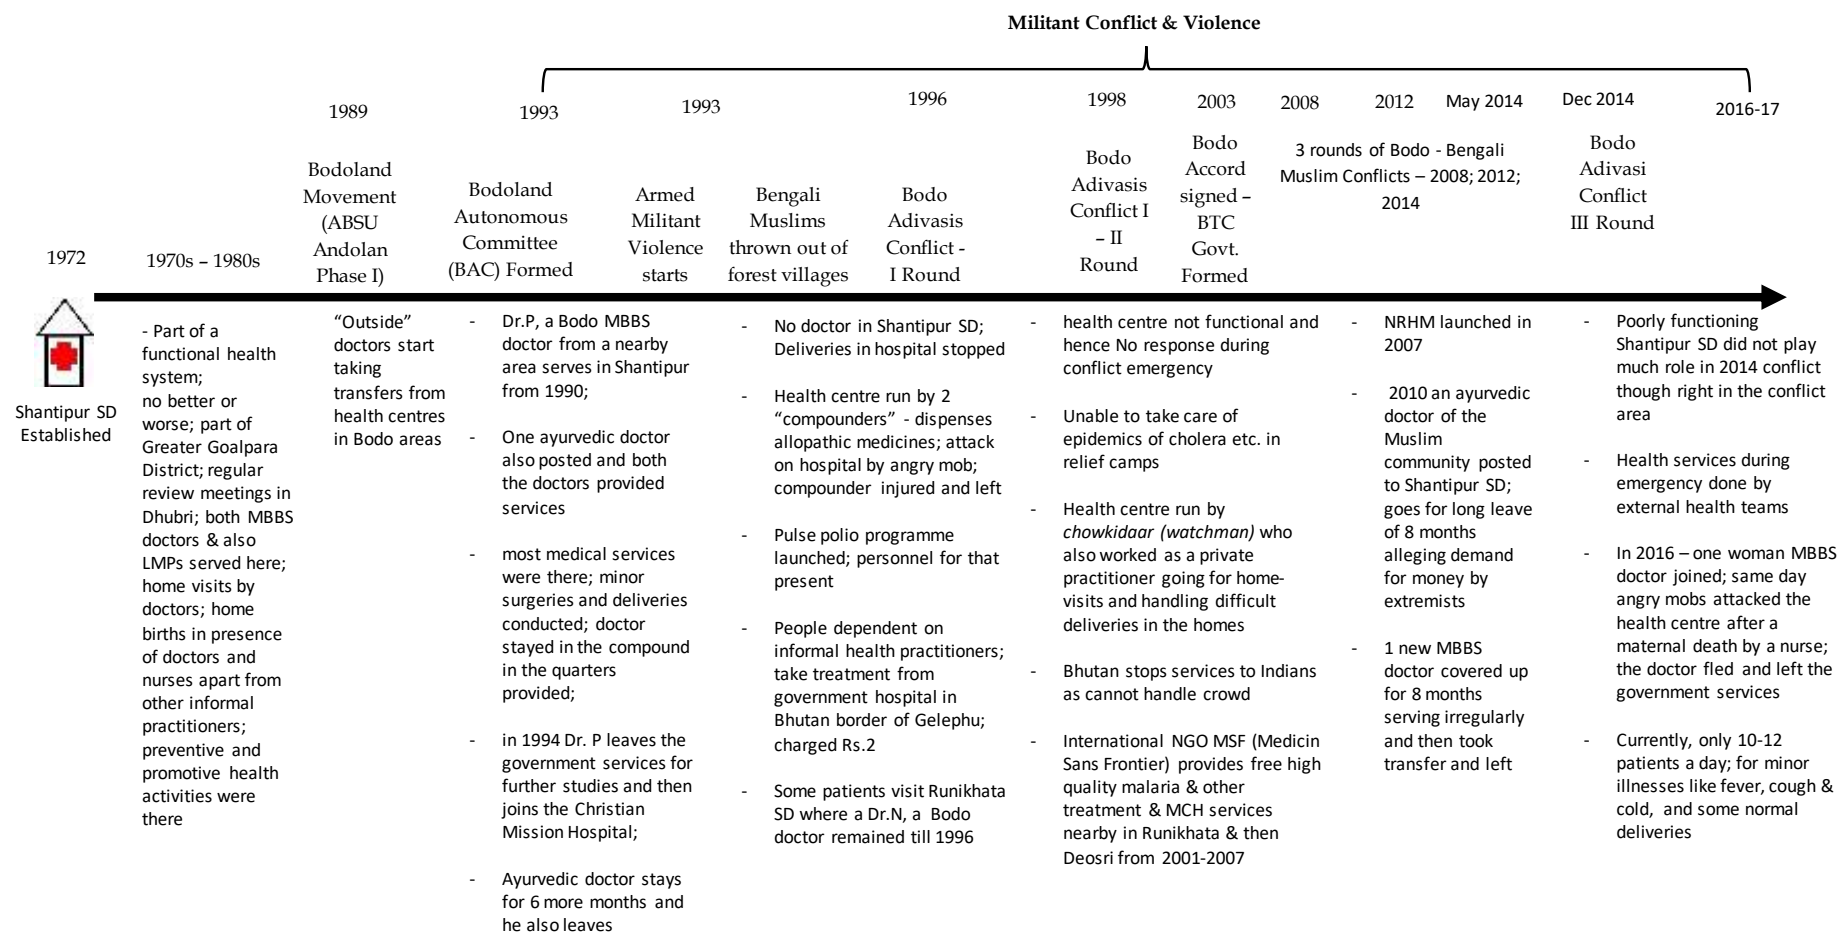 Militant Conflict & Violence
1972
Shantipur SD
Established
1970s – 1980s
- Part of a
functional health
system;
no better or
worse; part of
Greater Goalpara
District; regular
review meetings in
Dhubri; both MBBS
doctors & also
LMPs served here;
home visits by
doctors; home
births in presence
of doctors and
nurses apart from
other informal
practitioners;
preventive and
promotive health
activities were
there
1989
Bodoland
Movement
(ABSU
Andolan
Phase I)
“Outside”
doctors start
taking
transfers from
health centres
in Bodo areas
1993
Bodoland
Autonomous
Committee
(BAC) Formed
- Dr.P, a Bodo MBBS
doctor from a nearby
area serves in Shantipur
from 1990;
- One ayurvedic doctor
also posted and both
the doctors provided
services
- most medical services
were there; minor
surgeries and deliveries
conducted; doctor
stayed in the compound
in the quarters
provided;
- in 1994 Dr. P leaves the
government services for
further studies and then
joins the Christian
Mission Hospital;
- Ayurvedic doctor stays
for 6 more months and
he also leaves
1993
Armed
Militant
Violence
starts
Bengali
Muslims
thrown out of
forest villages
1996
Bodo
Adivasis
Conflict -
I Round
- No doctor in Shantipur SD;
Deliveries in hospital stopped
- Health centre run by 2
“compounders” - dispenses
allopathic medicines; attack
on hospital by angry mob;
compounder injured and left
- Pulse polio programme
launched; personnel for that
present
- People dependent on
informal health practitioners;
take treatment from
government hospital in
Bhutan border of Gelephu;
charged Rs.2
- Some patients visit Runikhata
SD where a Dr.N, a Bodo
doctor remained till 1996
1998
Bodo
Adivasis
Conflict I
– II
Round
2003
Bodo
Accord
signed –
BTC
Govt.
Formed
- health centre not functional and
hence No response during
conflict emergency
- Unable to take care of
epidemics of cholera etc. in
relief camps
- Health centre run by
chowkidaar (watchman) who
also worked as a private
practitioner going for home-
visits and handling difficult
deliveries in the homes
- Bhutan stops services to Indians
as cannot handle crowd
- International NGO MSF (Medicin
Sans Frontier) provides free high
quality malaria & other
treatment & MCH services
nearby in Runikhata & then
Deosri from 2001-2007
2008 2012 May 2014
3 rounds of Bodo - Bengali
Muslim Conflicts – 2008; 2012;
2014
- NRHM launched in
2007
- 2010 an ayurvedic
doctor of the
Muslim
community posted
to Shantipur SD;
goes for long leave
of 8 months
alleging demand
for money by
extremists
- 1 new MBBS
doctor covered up
for 8 months
serving irregularly
and then took
transfer and left
Dec 2014
Bodo
Adivasi
Conflict
III Round
2016-17
- Poorly functioning
Shantipur SD did not play
much role in 2014 conflict
though right in the conflict
area
- Health services during
emergency done by
external health teams
- In 2016 – one woman MBBS
doctor joined; same day
angry mobs attacked the
health centre after a
maternal death by a nurse;
the doctor fled and left the
government services
- Currently, only 10-12
patients a day; for minor
illnesses like fever, cough &
cold, and some normal
deliveries